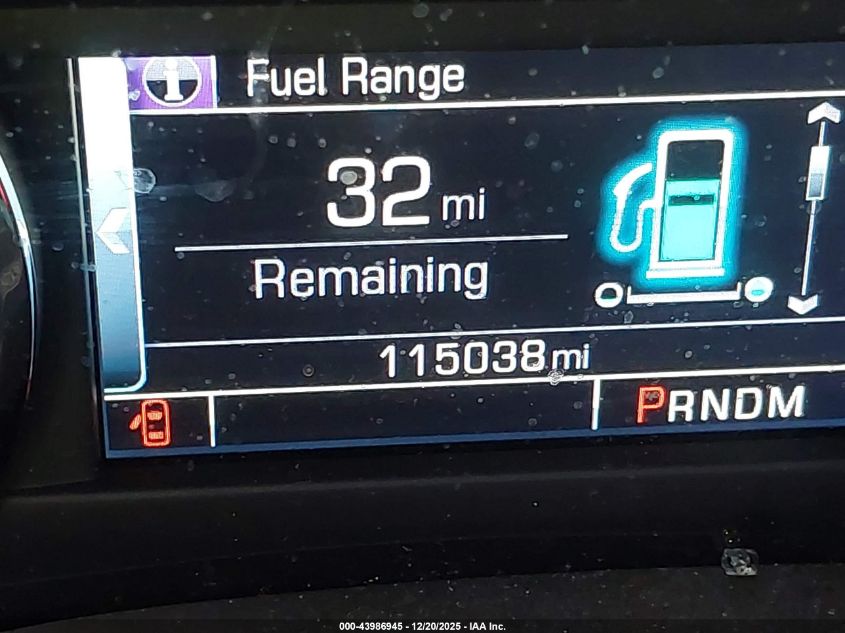 Fuel Range
32 mi
Remaining
115038mi
PRNDM
000-43986945 - 12/20/2025 - IAA Inc.